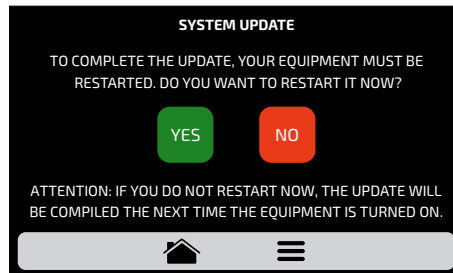 SYSTEM UPDATE
TO COMPLETE THE UPDATE, YOUR EQUIPMENT MUST BE
RESTARTED. DO YOU WANT TO RESTART IT NOW?
YES
NO
ATTENTION: IF YOU DO NOT RESTART NOW, THE UPDATE WILL
BE COMPILED THE NEXT TIME THE EQUIPMENT IS TURNED ON.